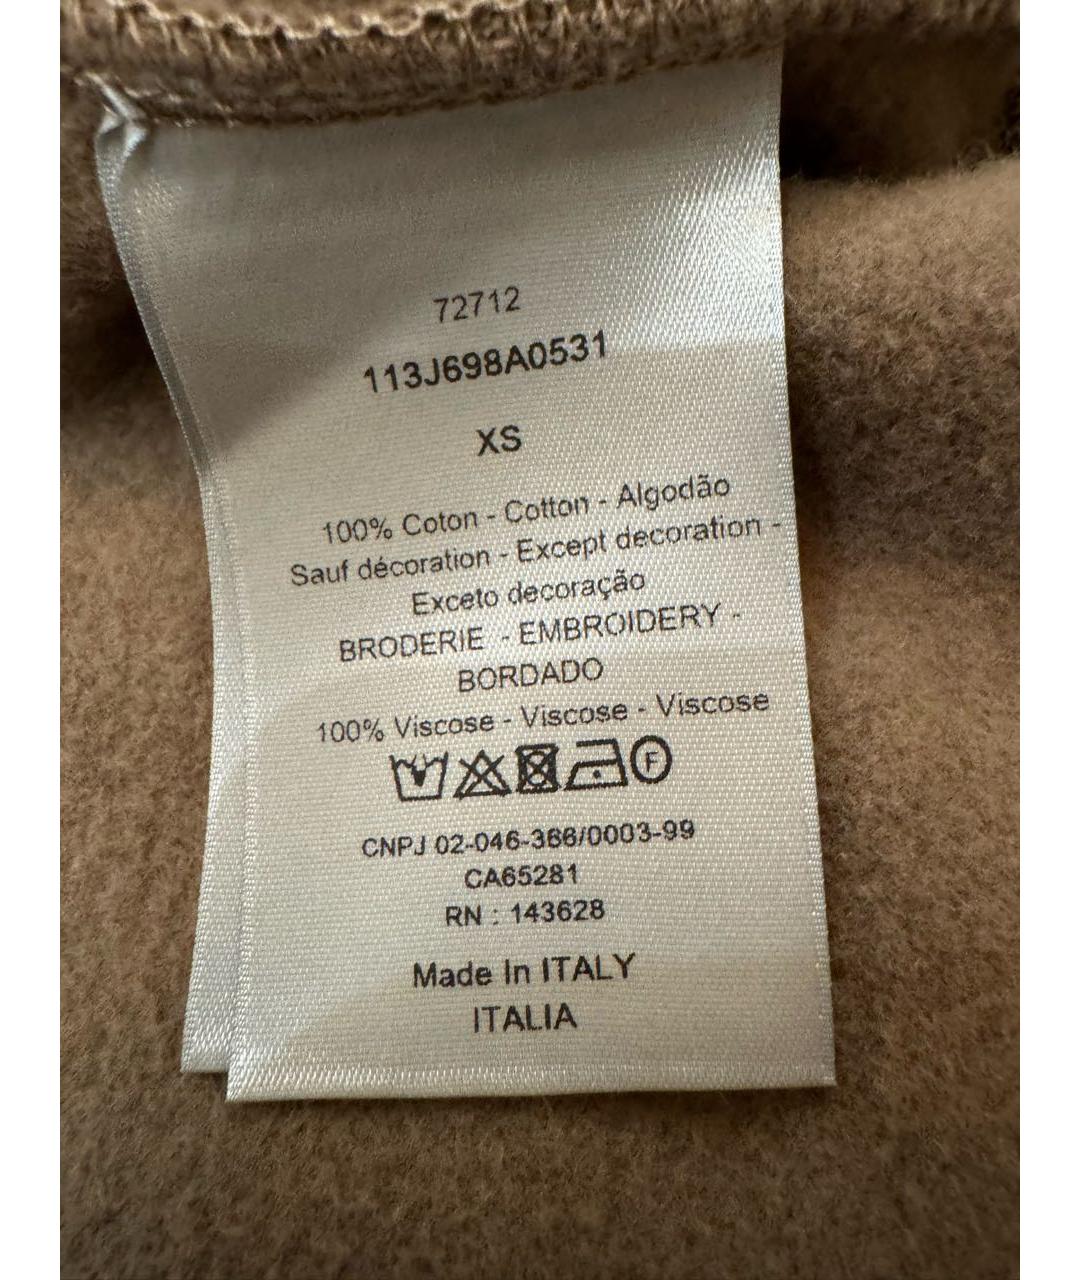 72712
113J698A0531
XS
100% Coton - Cotton - Algodão
Sauf décoration - Except decoration -
Exceto decoração
BRODERIE - EMBROIDERY -
BORDADO
100% Viscose - Viscose - Viscose
F
CNPJ 02-046-366/0003-99
CA65281
RN : 143628
Made In ITALY
ITALIA